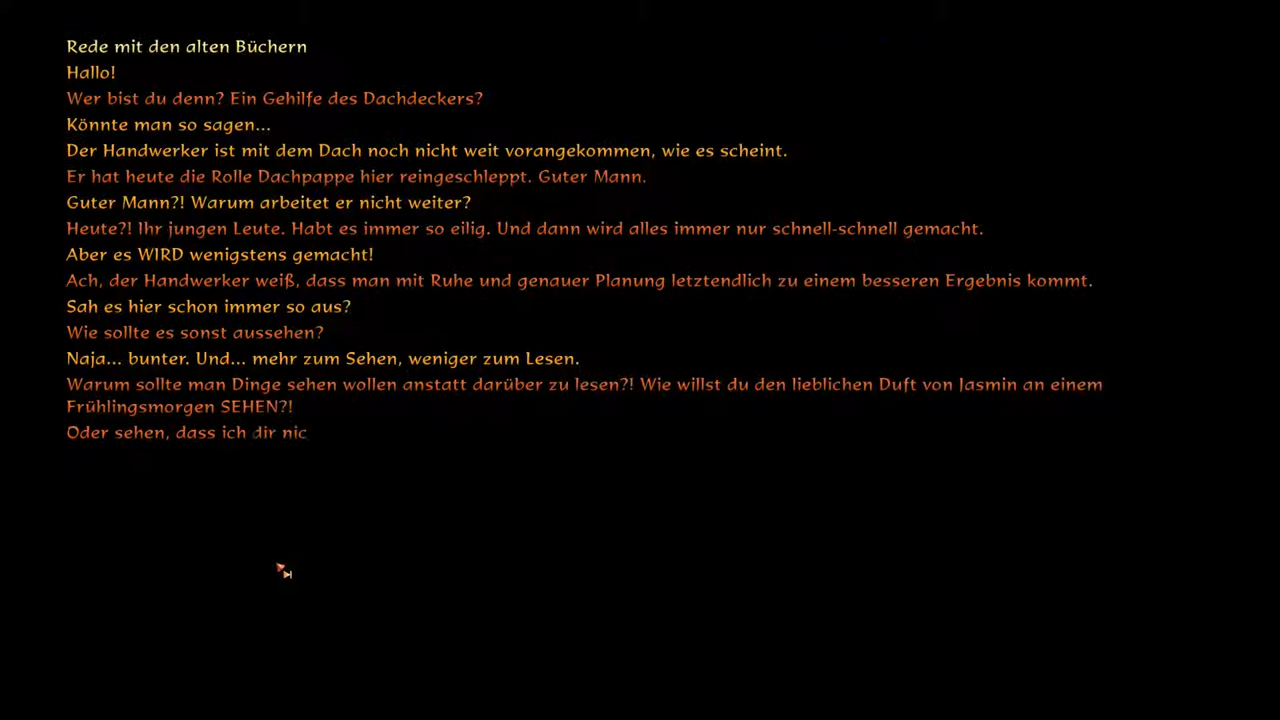 Rede mit den alten Büchern
Hallo!
Wer bist du denn? Ein Gehilfe des Dachdeckers?
Könnte man so sagen...
Der Handwerker ist mit dem Dach noch nicht weit vorangekommen, wie es scheint.
Er hat heute die Rolle Dachpappe hier reingeschleppt. Guter Mann.
Guter Mann?! Warum arbeitet er nicht weiter?
Heute?! Ihr jungen Leute. Habt es immer so eilig. Und dann wird alles immer nur schnell-schnell gemacht.
Aber es WIRD wenigstens gemacht!
Ach, der Handwerker weiß, dass man mit Ruhe und genauer Planung letztendlich zu einem besseren Ergebnis kommt.
Sah es hier schon immer so aus?
Wie sollte es sonst aussehen?
Naja... bunter. Und... mehr zum Sehen, weniger zum Lesen.
Warum sollte man Dinge sehen wollen anstatt darüber zu lesen?! Wie willst du den lieblichen Duft von Jasmin an einem
Frühlingsmorgen SEHEN?!
Oder sehen, dass ich dir nic